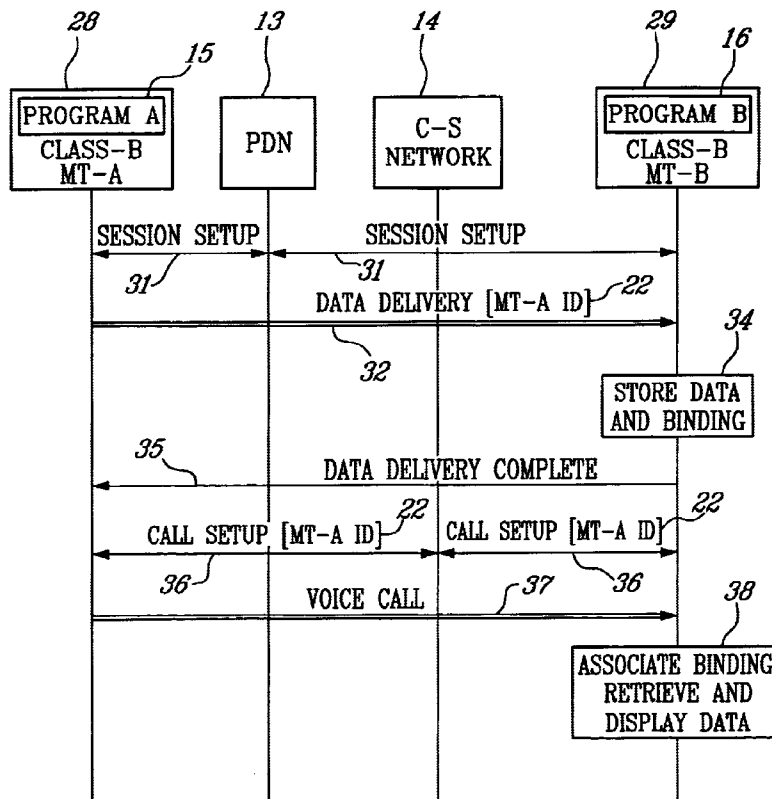 28
15
13
14
29
16
PROGRAM A
CLASS-B
MT-A
PDN
C-S
NETWORK
PROGRAM B
CLASS-B
MT-B
SESSION SETUP
SESSION SETUP
31
31
DATA DELIVERY [MT-A ID]
22
32
34
STORE DATA
AND BINDING
35
DATA DELIVERY COMPLETE
CALL SETUP [MT-A ID]
22
CALL SETUP [MT-A ID]
22
36
36
VOICE CALL
37
38
ASSOCIATE BINDING
RETRIEVE AND
DISPLAY DATA